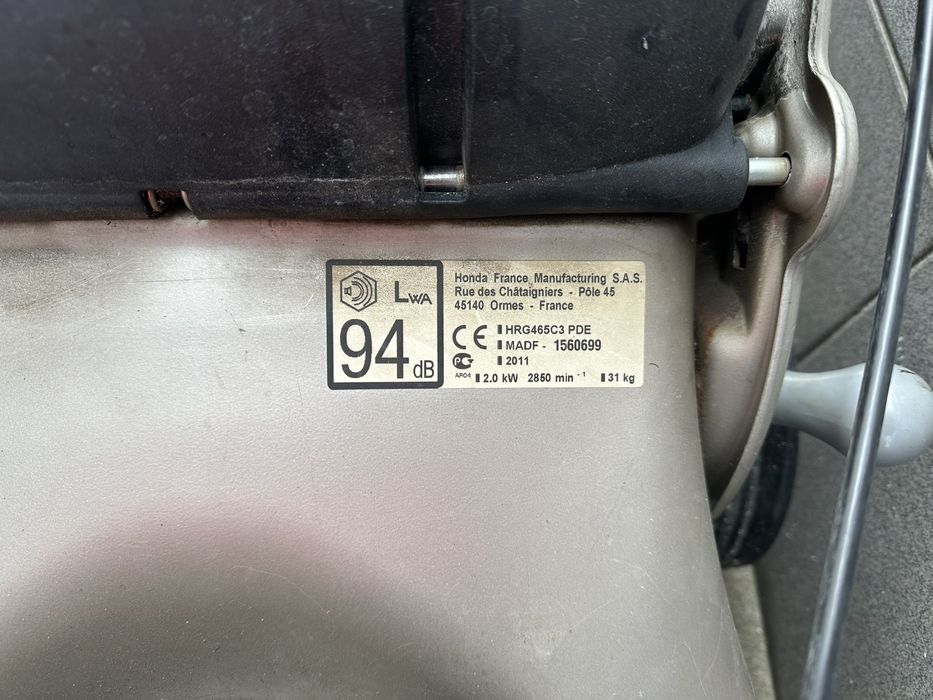 LWA
94 dB
Honda France Manufacturing S.A.S.
Rue des Châtaigniers - Pôle 45
45140 Ormes - France
CE
HRG465C3 PDE
MADF - 1560699
2011
AR04
2.0 kW 2850 min -1 31 kg